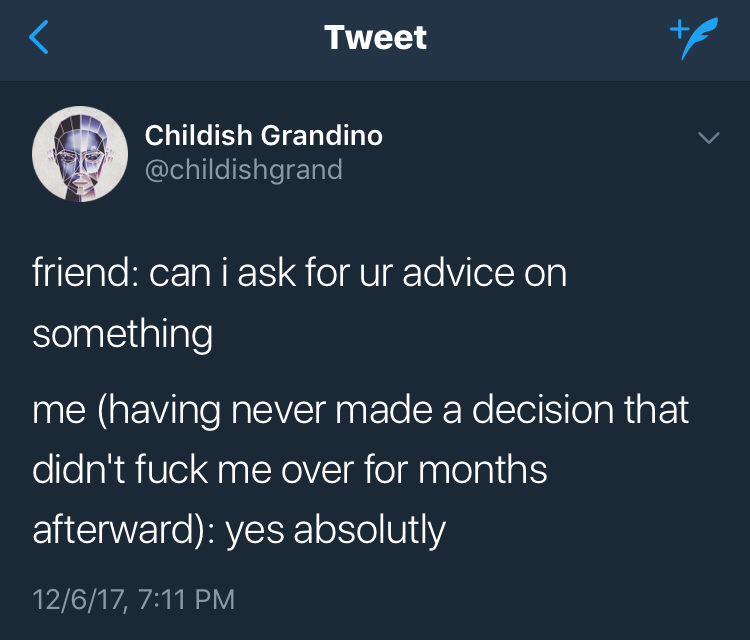 Tweet
Childish Grandino
@childishgrand
friend: can i ask for ur advice on
something
me (having never made a decision that
didn't fuck me over for months
afterward): yes absolutly
12/6/17, 7:11 PM